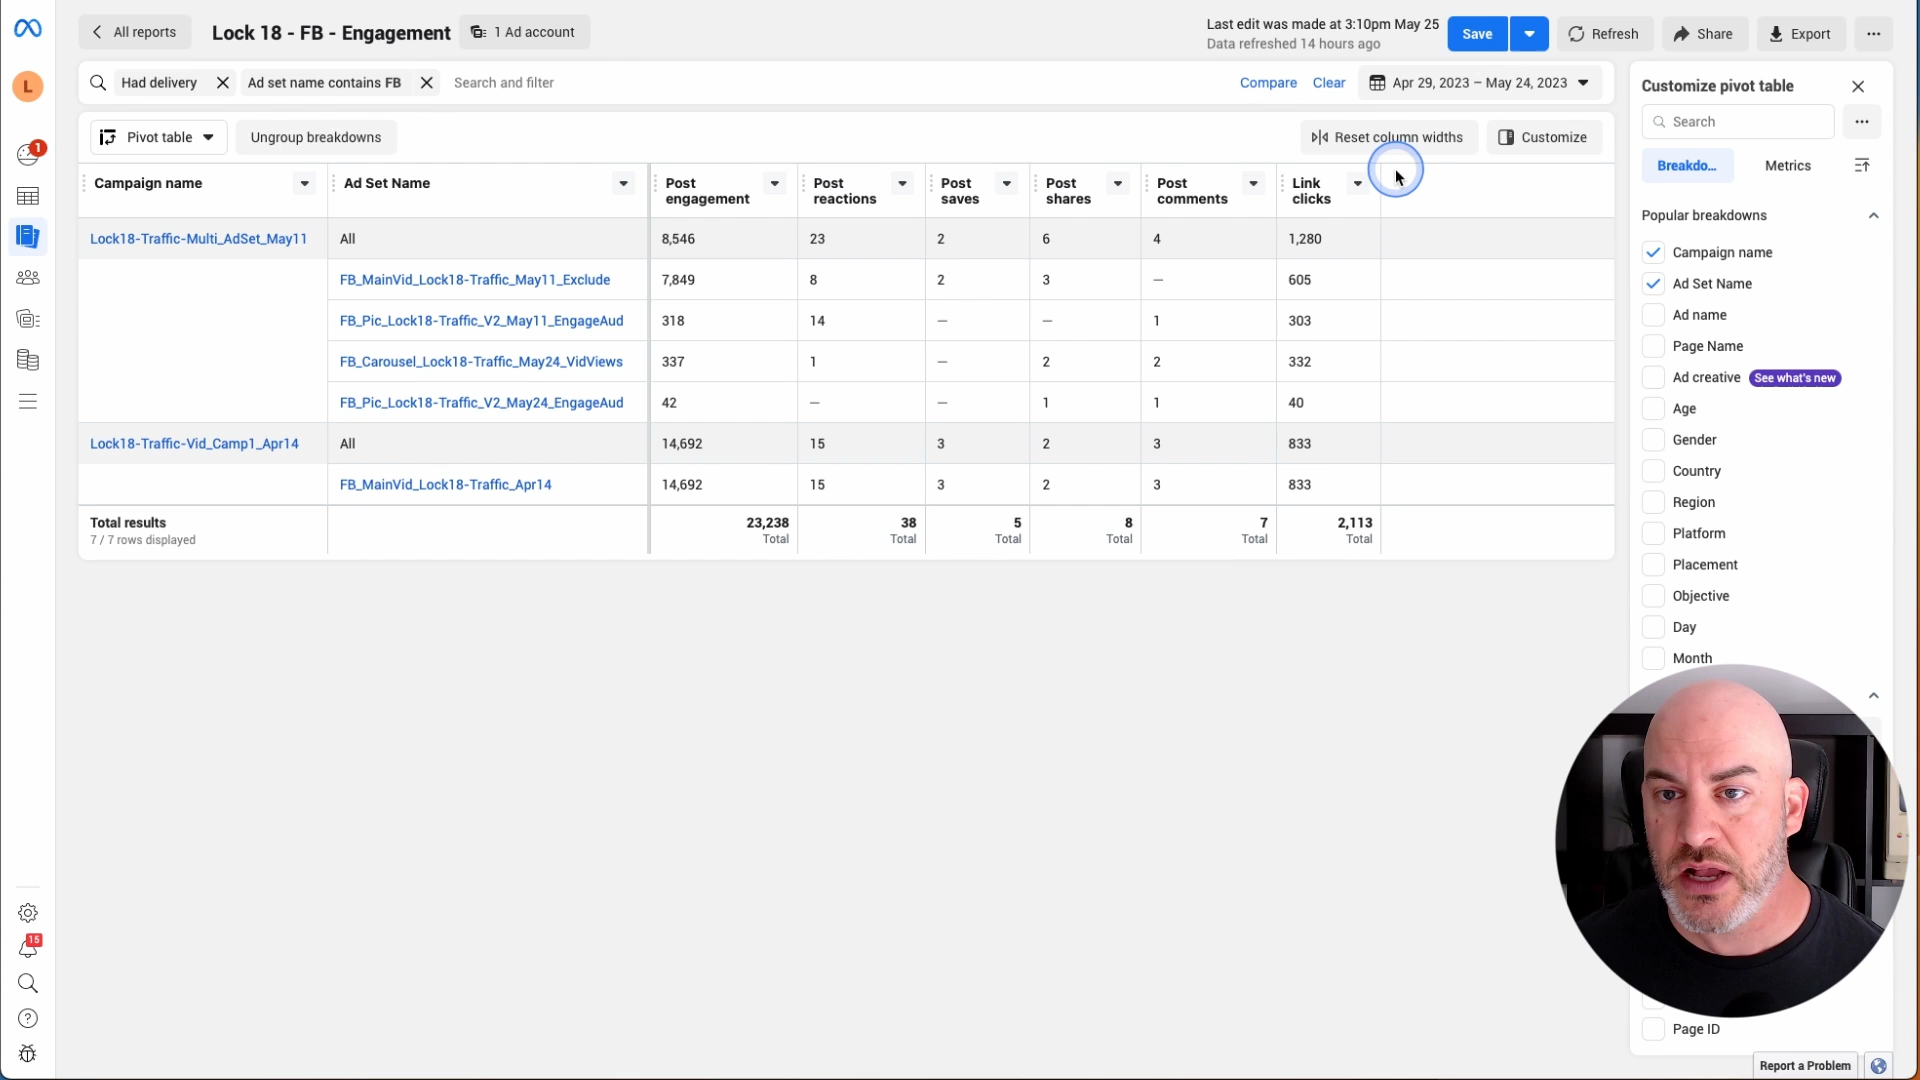 All reports
Lock 18 - FB - Engagement
1 Ad account
Last edit was made at 3:10pm May 25
Data refreshed 14 hours ago
Save
Refresh
Share
Export
L
Had delivery
Ad set name contains FB
Search and filter
Compare
Clear
Apr 29, 2023 – May 24, 2023
1
Pivot table
Ungroup breakdowns
Reset column widths
Customize
Campaign name
Ad Set Name
Post engagement
Post reactions
Post saves
Post shares
Post comments
Link clicks
Lock18-Traffic-Multi_AdSet_May11 All 8,546 23 2 6 4 1,280
FB_MainVid_Lock18-Traffic_May11_Exclude 7,849 8 2 3 — 605
FB_Pic_Lock18-Traffic_V2_May11_EngageAud 318 14 — — 1 303
FB_Carousel_Lock18-Traffic_May24_VidViews 337 1 — 2 2 332
FB_Pic_Lock18-Traffic_V2_May24_EngageAud 42 — — 1 1 40
Lock18-Traffic-Vid_Camp1_Apr14 All 14,692 15 3 2 3 833
FB_MainVid_Lock18-Traffic_Apr14 14,692 15 3 2 3 833
Total results 23,238 38 5 8 7 2,113
7 / 7 rows displayed Total Total Total Total Total Total
Customize pivot table
Search
Breakdo...
Metrics
Popular breakdowns
Campaign name
Ad Set Name
Ad name
Page Name
Ad creative See what's new
Age
Gender
Country
Region
Platform
Placement
Objective
Day
Month
Page ID
15
Report a Problem